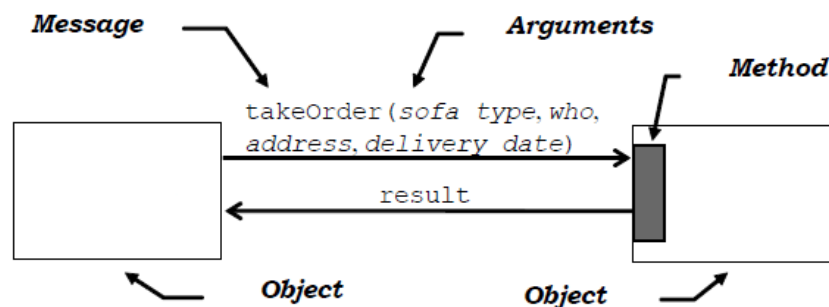 Message
Arguments
Method
takeOrder(sofa type, who,
address, delivery date)
result
Object
Object